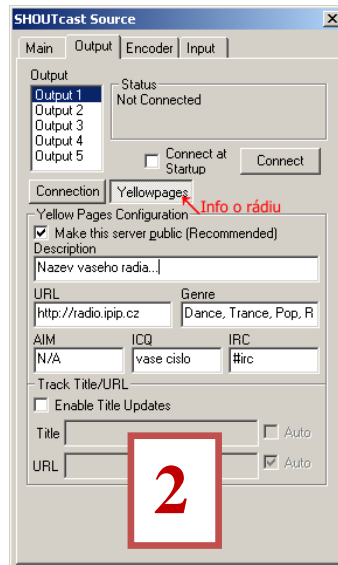 SHOUTcast Source
Main Output Encoder Input
Output
Output 1
Output 2
Output 3
Output 4
Output 5
Status
Not Connected
Connect at Startup
Connect
Connection Yellowpages
Info o rádiu
Yellow Pages Configuration
Make this server public (Recommended)
Description
Nazev vaseho radia...
URL Genre
http://radio.ipip.cz Dance, Trance, Pop, R
AIM ICQ IRC
N/A vase cislo #irc
Track Title/URL
Enable Title Updates
Title Auto
URL Auto
2